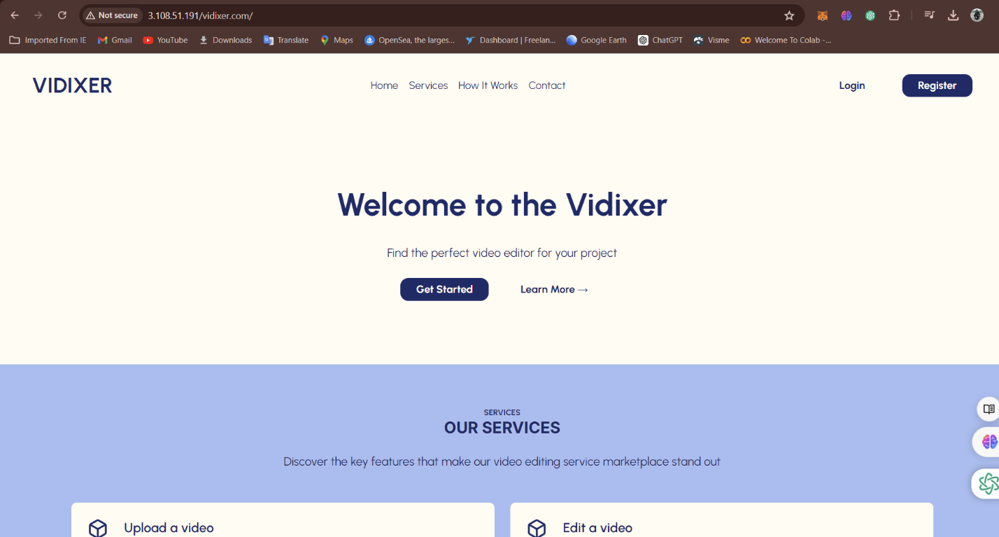 Not secure 3.108.51.191/vidixer.com/
Imported From IE Gmail YouTube Downloads Translate Maps OpenSea, the larges... Dashboard | Freelan... Google Earth ChatGPT Visme Welcome To Colab -...
VIDIXER Home Services How It Works Contact Login Register
Welcome to the Vidixer
Find the perfect video editor for your project
Get Started Learn More →
SERVICES
OUR SERVICES
Discover the key features that make our video editing service marketplace stand out
Upload a video Edit a video